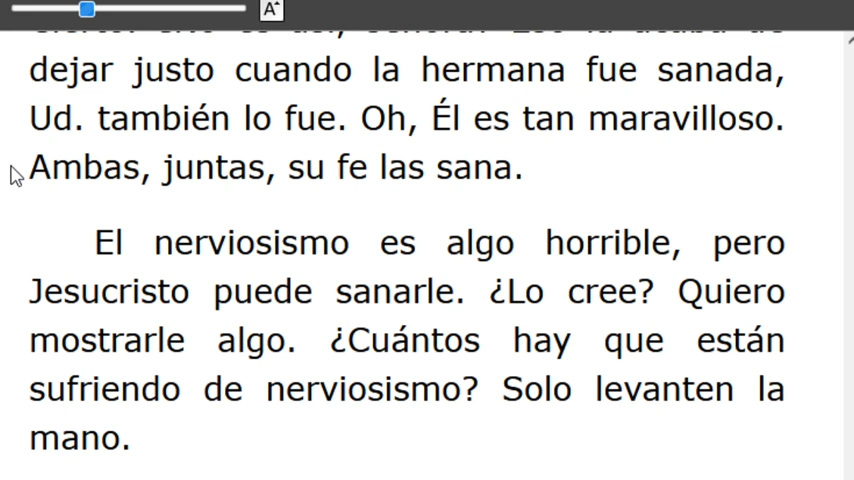 A
dejar justo cuando la hermana fue sanada,
Ud. también lo fue. Oh, Él es tan maravilloso.
Ambas, juntas, su fe las sana.
El nerviosismo es algo horrible, pero
Jesucristo puede sanarle. ¿Lo cree? Quiero
mostrarle algo. ¿Cuántos hay que están
sufriendo de nerviosismo? Solo levanten la
mano.